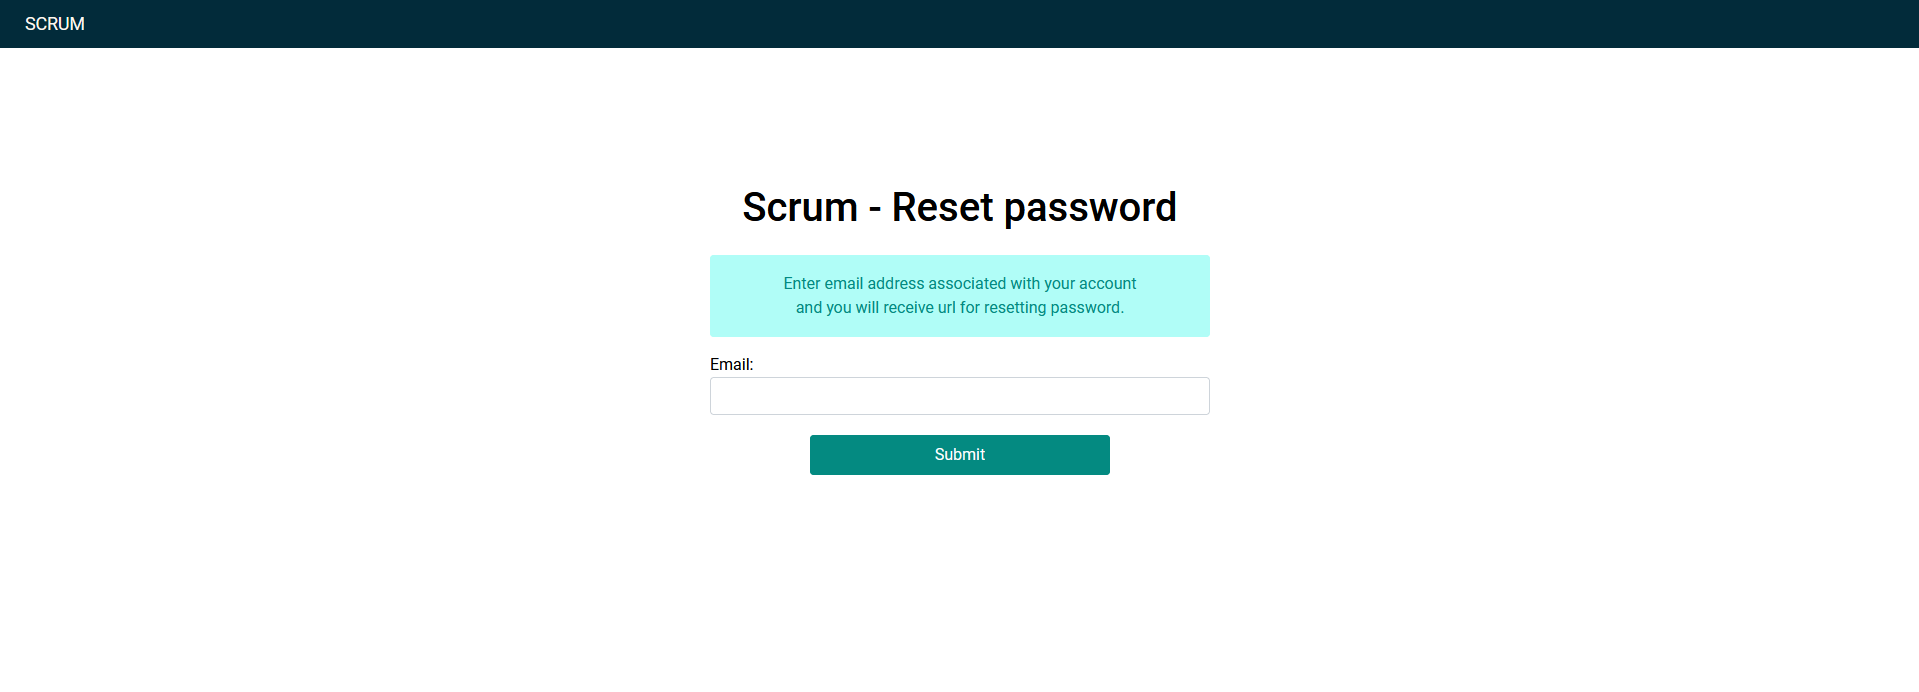 SCRUM
Scrum - Reset password
Enter email address associated with your account
and you will receive url for resetting password.
Email:
Submit